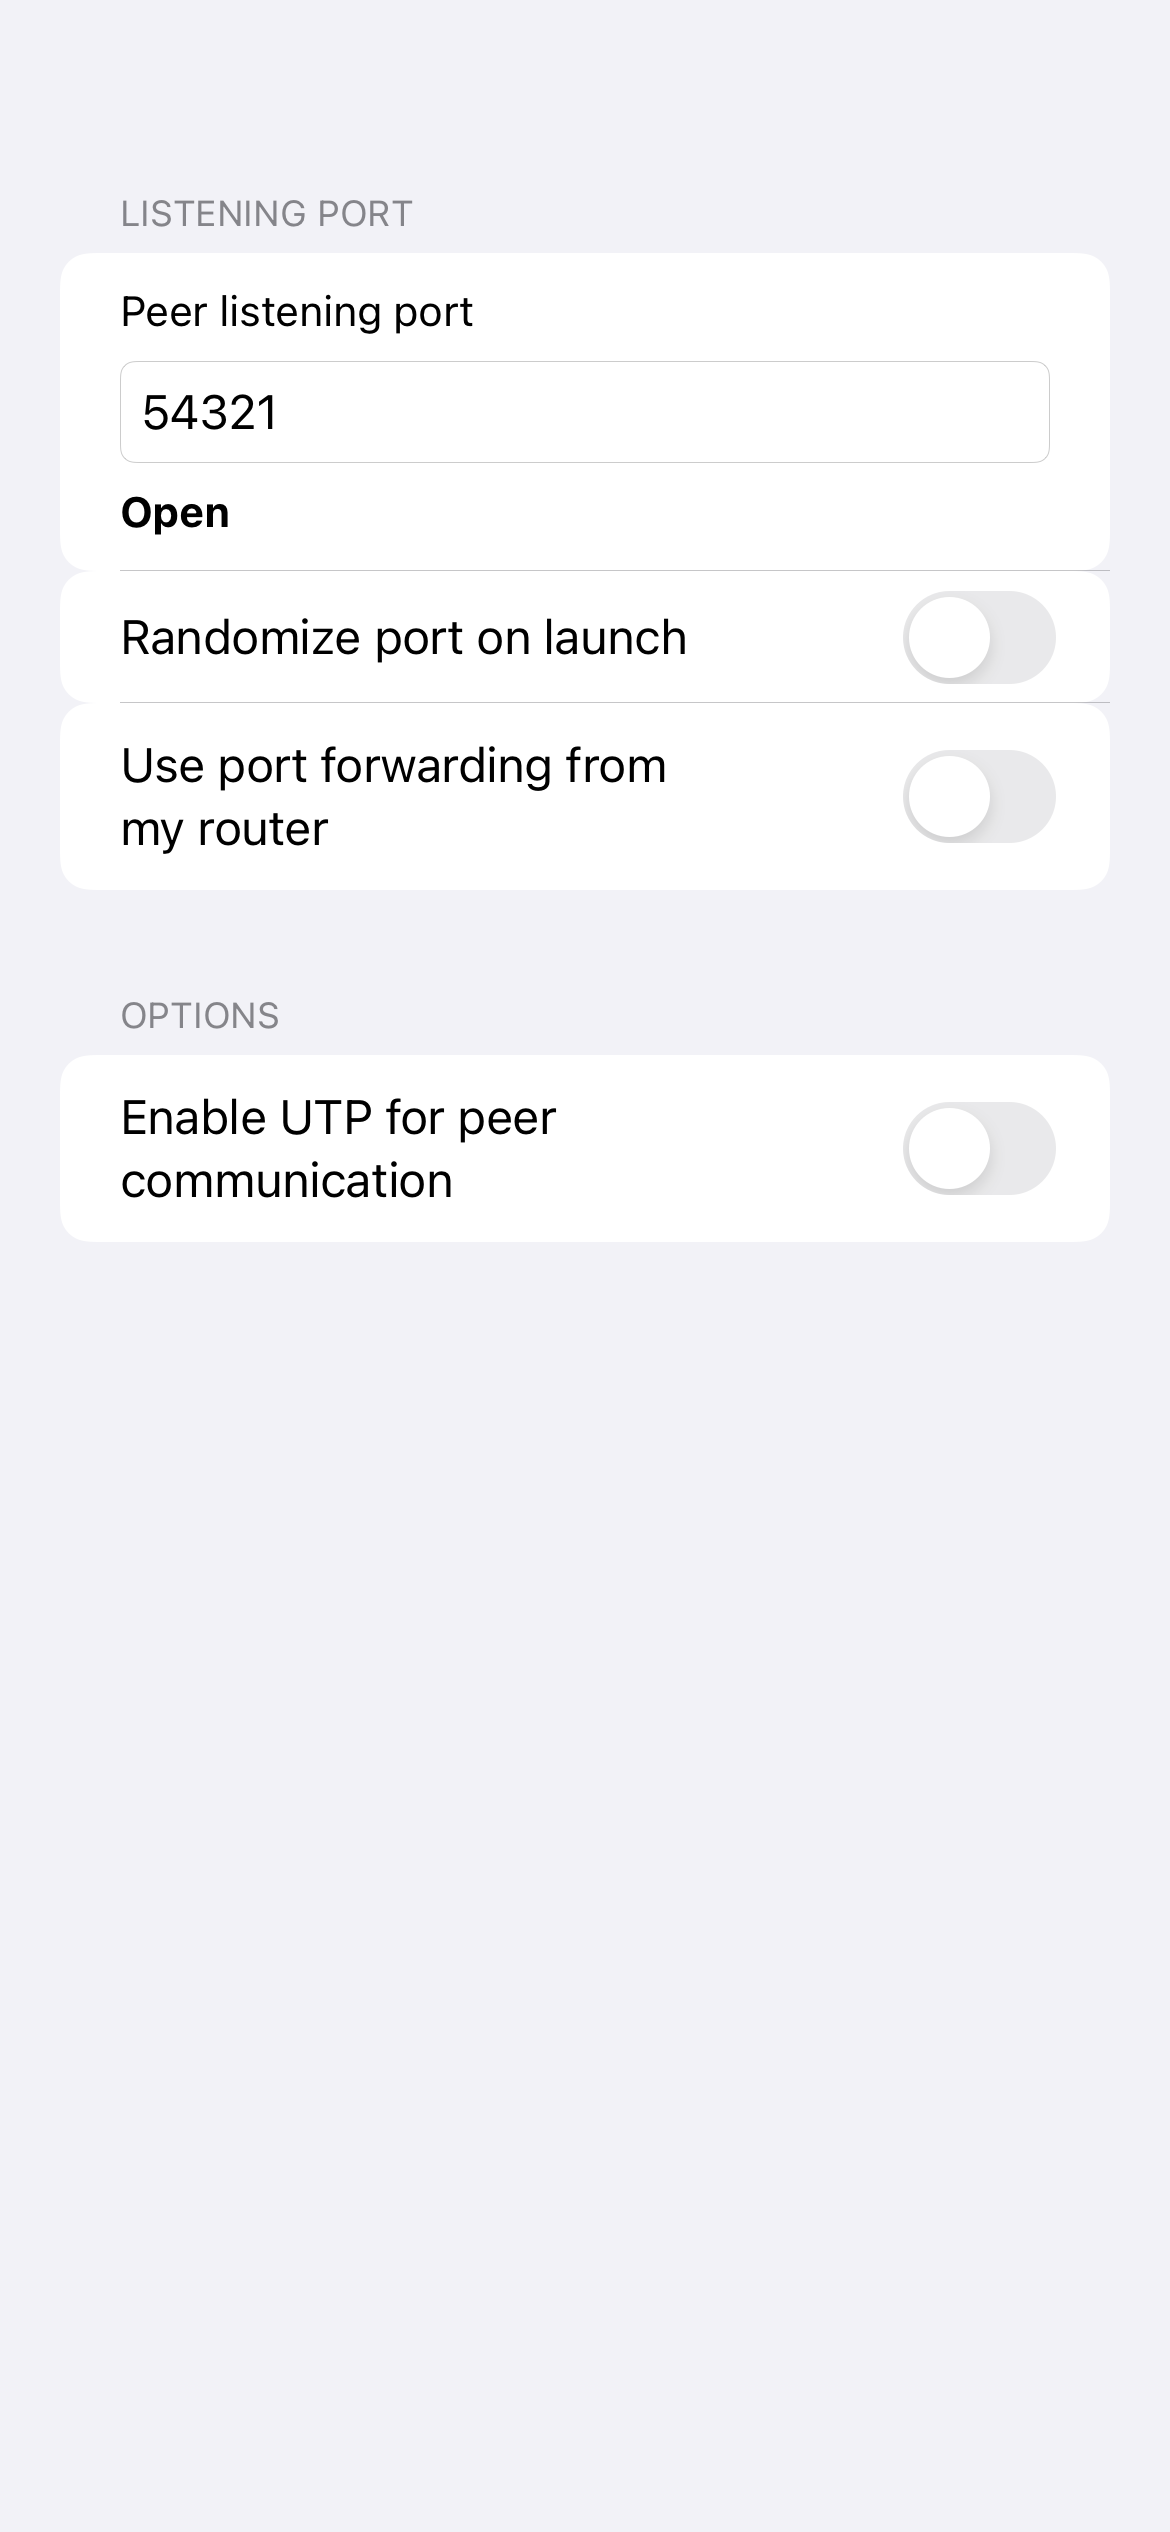 LISTENING PORT
Peer listening port
54321
Open
Randomize port on launch
Use port forwarding from
my router
OPTIONS
Enable UTP for peer
communication